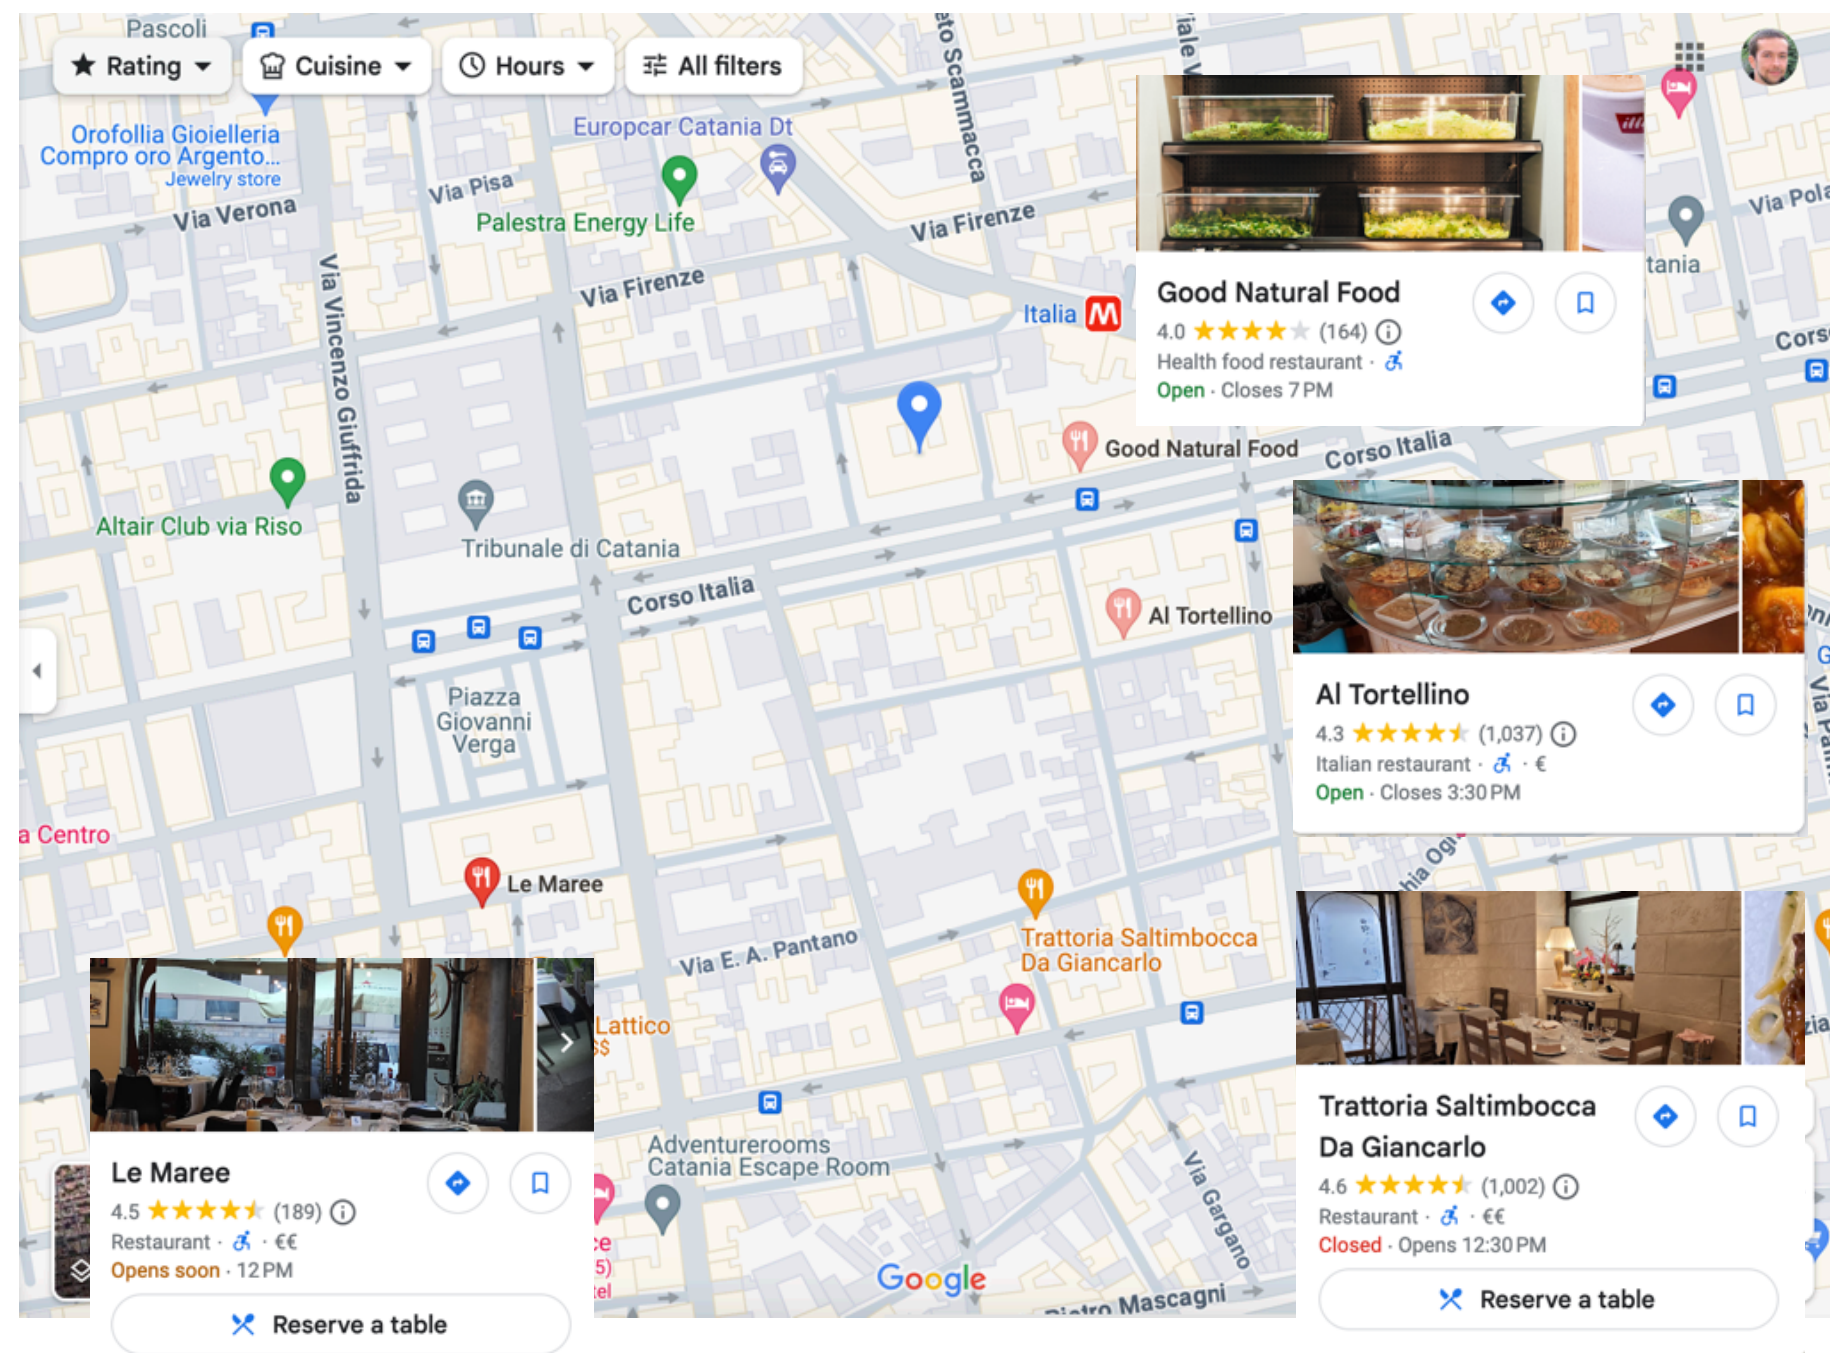 Pascoli
Rating
Cuisine
Hours
All filters
Orofollia Gioielleria
Compro oro Argento...
Jewelry store
Via Verona
Via Pisa
Europcar Catania Dt
Palestra Energy Life
Via Firenze
Via Firenze
Via Vincenzo Giuffrida
Scammacca
Viale V
Italia
M
Via Pola
tania
Corso
Good Natural Food
4.0 (164)
Health food restaurant ·
Open · Closes 7 PM
Good Natural Food
Corso Italia
Altair Club via Riso
Tribunale di Catania
Corso Italia
Al Tortellino
Al Tortellino
4.3 (1,037)
Italian restaurant · · €
Open · Closes 3:30 PM
Piazza
Giovanni
Verga
a Centro
Le Maree
Via E. A. Pantano
Trattoria Saltimbocca
Da Giancarlo
Lattico
$$
Adventurerooms
Catania Escape Room
Via Gargano
Le Maree
4.5 (189)
Restaurant · · €€
Opens soon · 12 PM
Reserve a table
Trattoria Saltimbocca
Da Giancarlo
4.6 (1,002)
Restaurant · · €€
Closed · Opens 12:30 PM
Reserve a table
Google
Pietro Mascagni